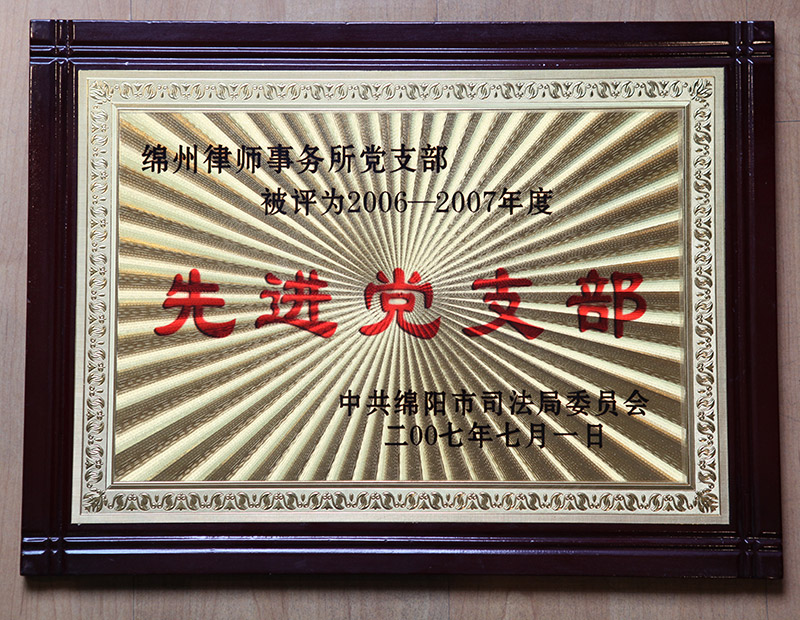 绵州律师事务所党支部
被评为2006—2007年度
先进党支部
中共绵阳市司法局委员会
二00七年七月一日